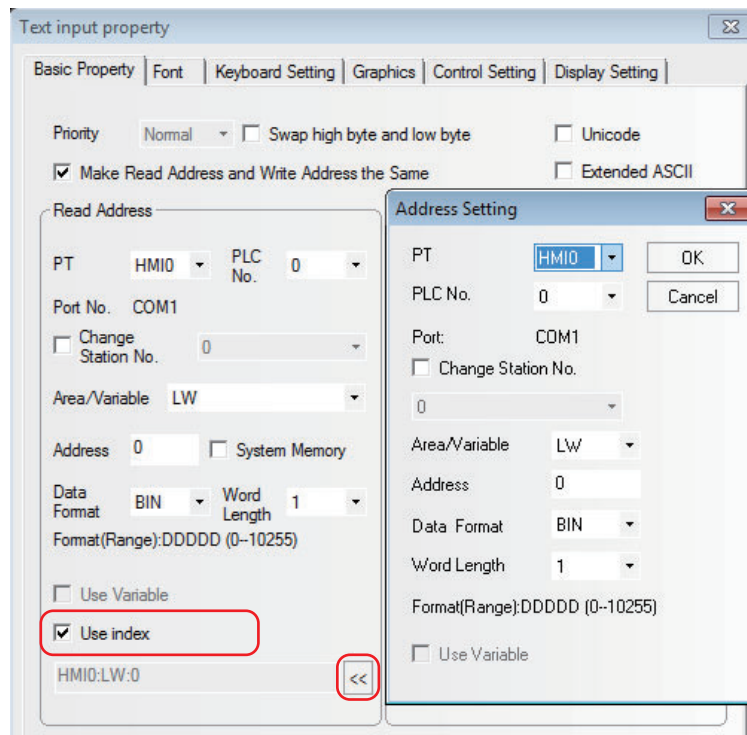 Text input property
Basic Property Font Keyboard Setting Graphics Control Setting Display Setting
Priority Normal Swap high byte and low byte Unicode
Make Read Address and Write Address the Same Extended ASCII
Read Address
PT HMI0 PLC No. 0
Port No. COM1
Change Station No. 0
Area/Variable LW
Address 0 System Memory
Data Format BIN Word Length 1
Format(Range):DDDDD (0--10255)
Use Variable
Use index
HMI0:LW:0 <<
Address Setting
PT HMI0 OK
PLC No. 0 Cancel
Port: COM1
Change Station No.
0
Area/Variable LW
Address 0
Data Format BIN
Word Length 1
Format(Range):DDDDD (0--10255)
Use Variable